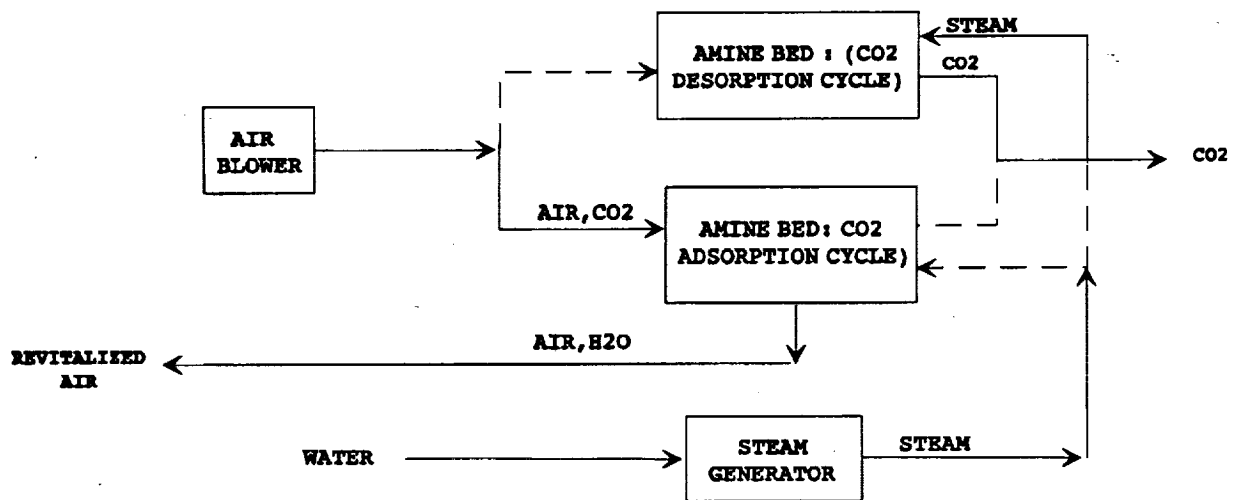 STEAM
AMINE BED : (CO2
DESORPTION CYCLE)
CO2
AIR
BLOWER
CO2
AIR,CO2
AMINE BED: CO2
ADSORPTION CYCLE)
AIR,H2O
REVITALIZED
AIR
WATER
STEAM
GENERATOR
STEAM